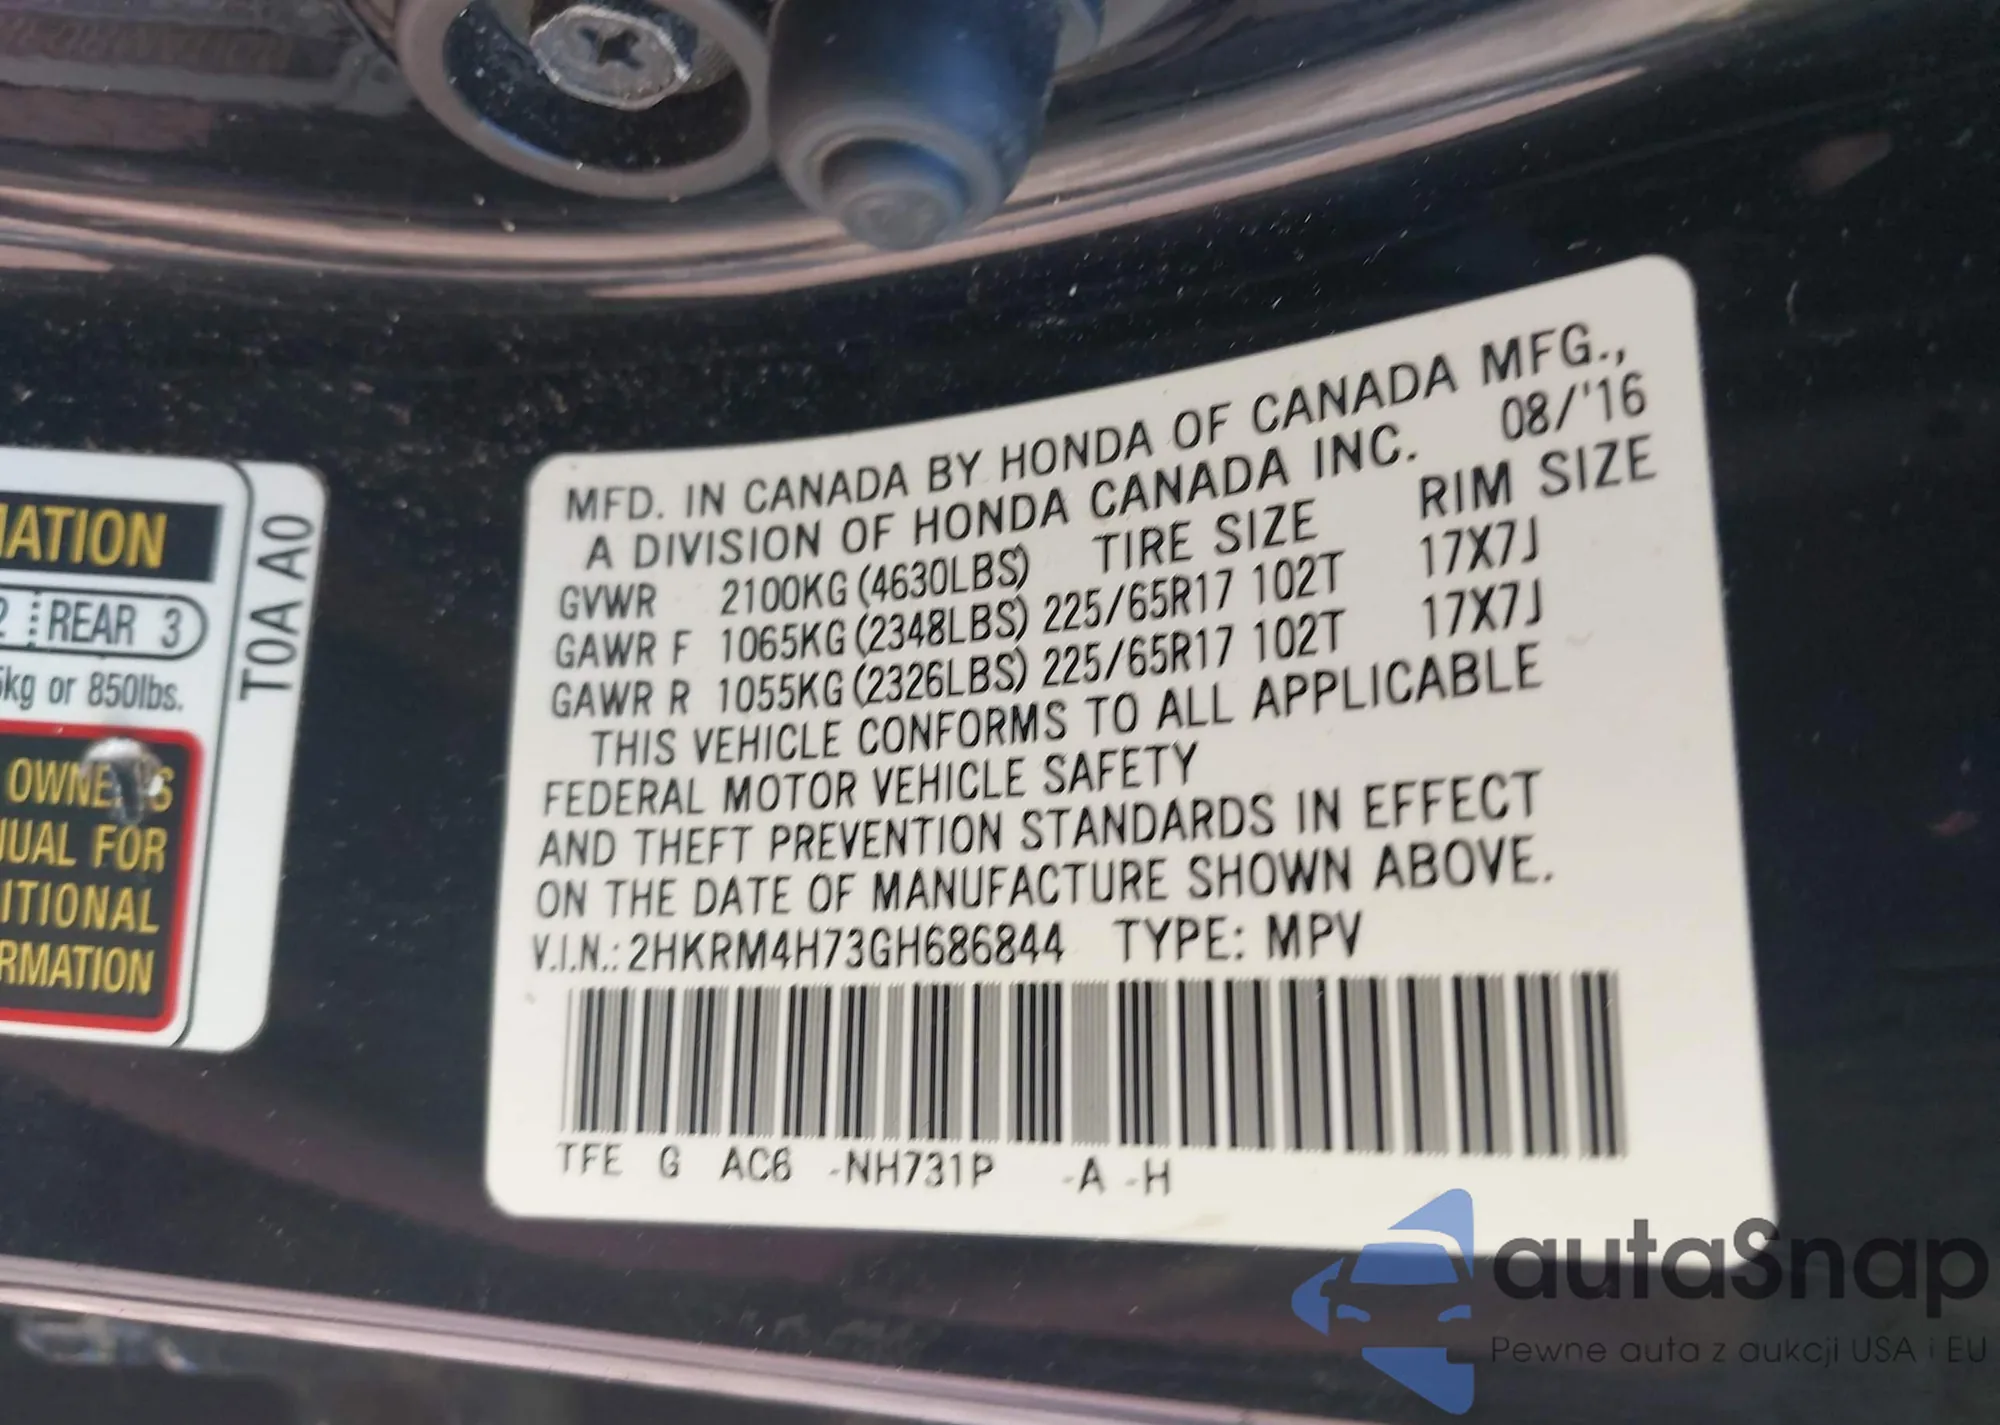 MATION
2 REAR 3
5kg or 850lbs.
OWNER'S
NUAL FOR
ITIONAL
ORMATION
T0A A0
MFD. IN CANADA BY HONDA OF CANADA MFG.,
A DIVISION OF HONDA CANADA INC. 08/'16
TIRE SIZE RIM SIZE
GVWR 2100KG (4630LBS)
GAWR F 1065KG (2348LBS) 225/65R17 102T 17X7J
GAWR R 1055KG (2326LBS) 225/65R17 102T 17X7J
THIS VEHICLE CONFORMS TO ALL APPLICABLE
FEDERAL MOTOR VEHICLE SAFETY
AND THEFT PREVENTION STANDARDS IN EFFECT
ON THE DATE OF MANUFACTURE SHOWN ABOVE.
V.I.N.: 2HKRM4H73GH686844 TYPE: MPV
TFE G AC6 -NH731P -A -H
autaSnap
Pewne auta z aukcji USA i EU